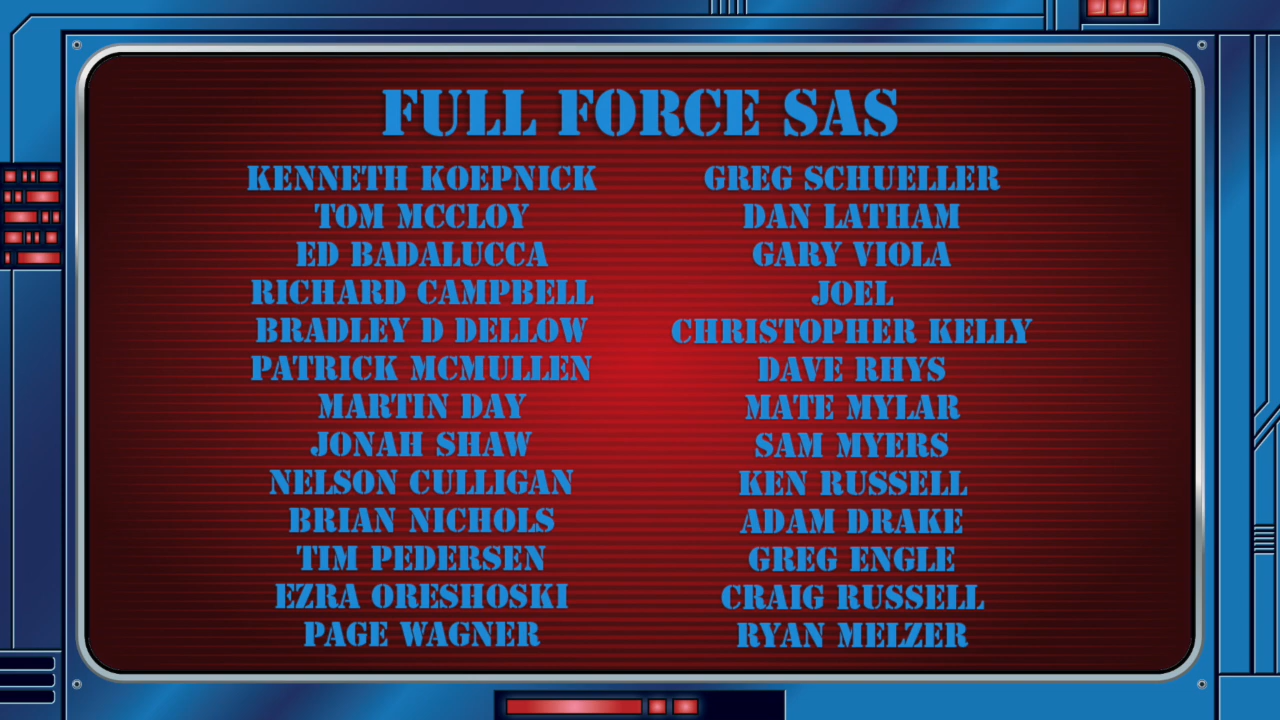 FULL FORCE SAS
KENNETH KOEPNICK
TOM MCCLOY
ED BADALUCCA
RICHARD CAMPBELL
BRADLEY D DELLOW
PATRICK MCMULLEN
MARTIN DAY
JONAH SHAW
NELSON CULLIGAN
BRIAN NICHOLS
TIM PEDERSEN
EZRA ORESHOSKI
PAGE WAGNER
GREG SCHUELLER
DAN LATHAM
GARY VIOLA
JOEL
CHRISTOPHER KELLY
DAVE RHYS
MATE MYLAR
SAM MYERS
KEN RUSSELL
ADAM DRAKE
GREG ENGLE
CRAIG RUSSELL
RYAN MELZER